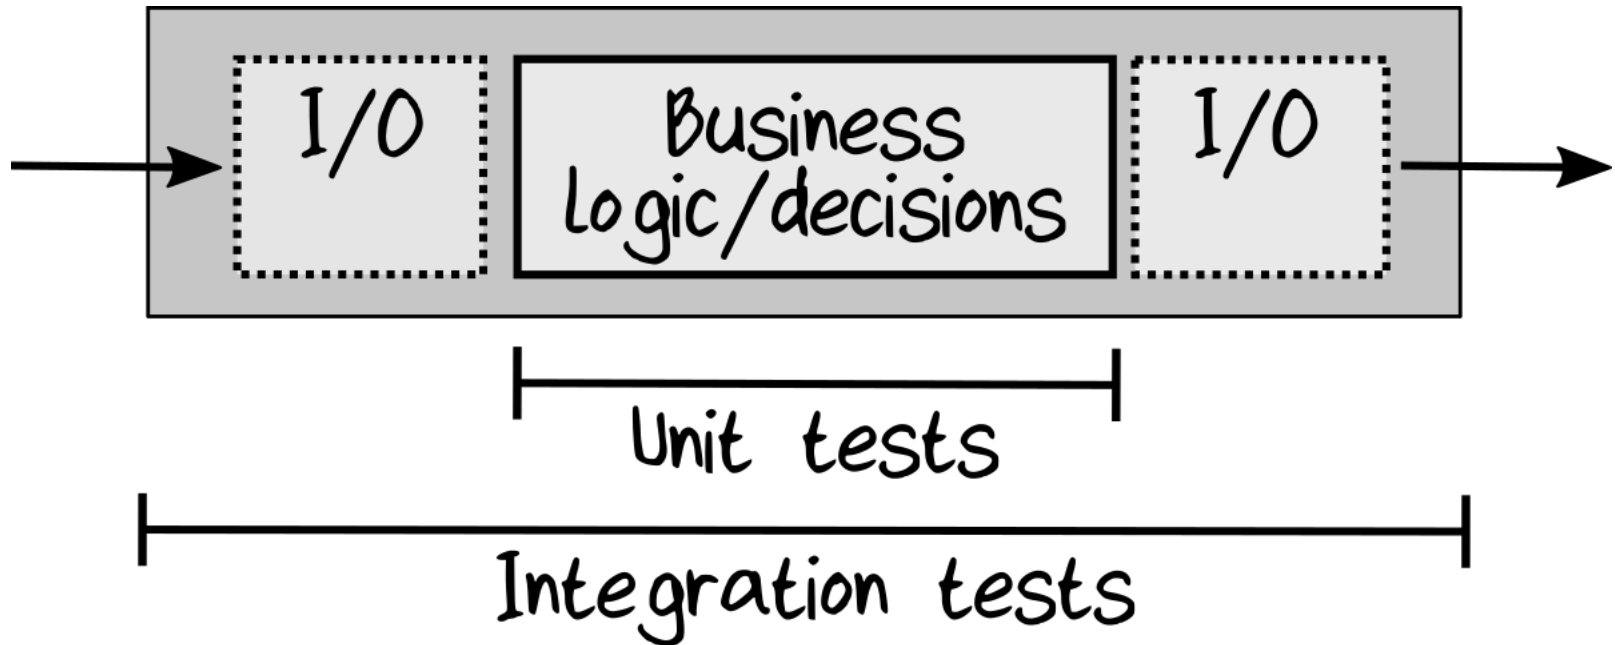 I/O
Business
logic/decisions
I/O
Unit tests
Integration tests